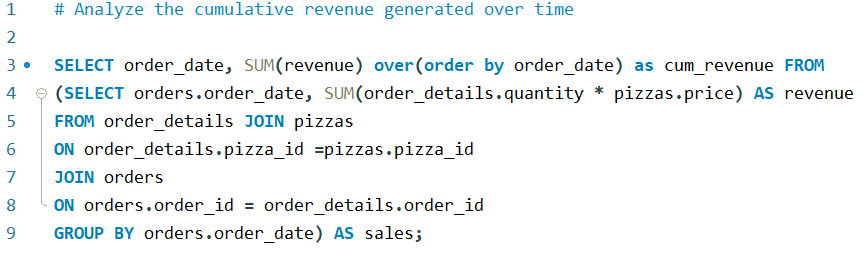 1 # Analyze the cumulative revenue generated over time
2
3 SELECT order_date, SUM(revenue) over(order by order_date) as cum_revenue FROM
4 (SELECT orders.order_date, SUM(order_details.quantity * pizzas.price) AS revenue
5 FROM order_details JOIN pizzas
6 ON order_details.pizza_id =pizzas.pizza_id
7 JOIN orders
8 ON orders.order_id = order_details.order_id
9 GROUP BY orders.order_date) AS sales;